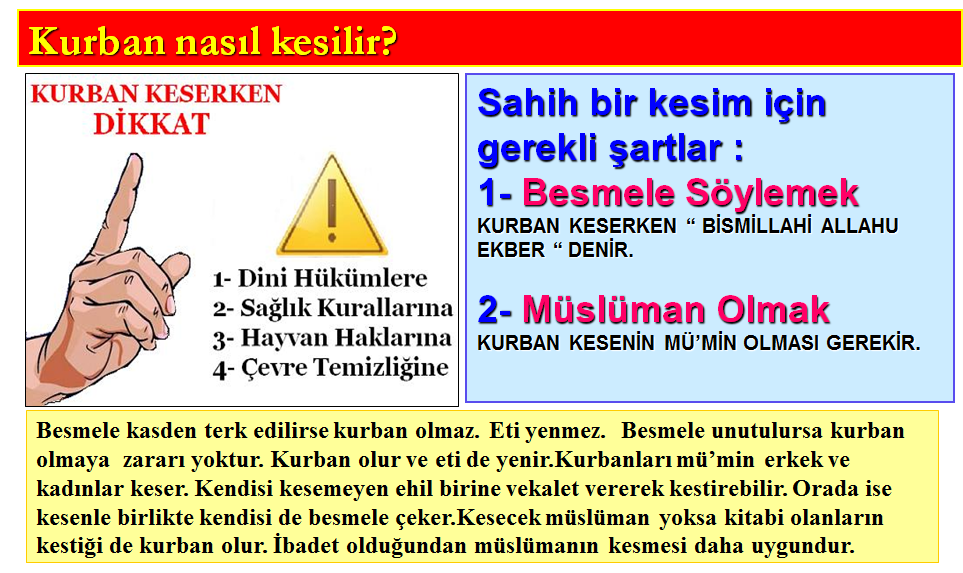 Kurban nasıl kesilir?
KURBAN KESERKEN
DİKKAT
1- Dini Hükümlere
2- Sağlık Kurallarına
3- Hayvan Haklarına
4- Çevre Temizliğine
Sahih bir kesim için
gerekli şartlar :
1- Besmele Söylemek
KURBAN KESERKEN “ BİSMİLLAHİ ALLAHU
EKBER “ DENİR.
2- Müslüman Olmak
KURBAN KESENİN MÜ’MİN OLMASI GEREKİR.
Besmele kasden terk edilirse kurban olmaz. Eti yenmez. Besmele unutulursa kurban
olmaya zararı yoktur. Kurban olur ve eti de yenir.Kurbanları mü’min erkek ve
kadınlar keser. Kendisi kesemeyen ehil birine vekalet vererek kestirebilir. Orada ise
kesenle birlikte kendisi de besmele çeker.Kesecek müslüman yoksa kitabi olanların
kestiği de kurban olur. İbadet olduğundan müslümanın kesmesi daha uygundur.